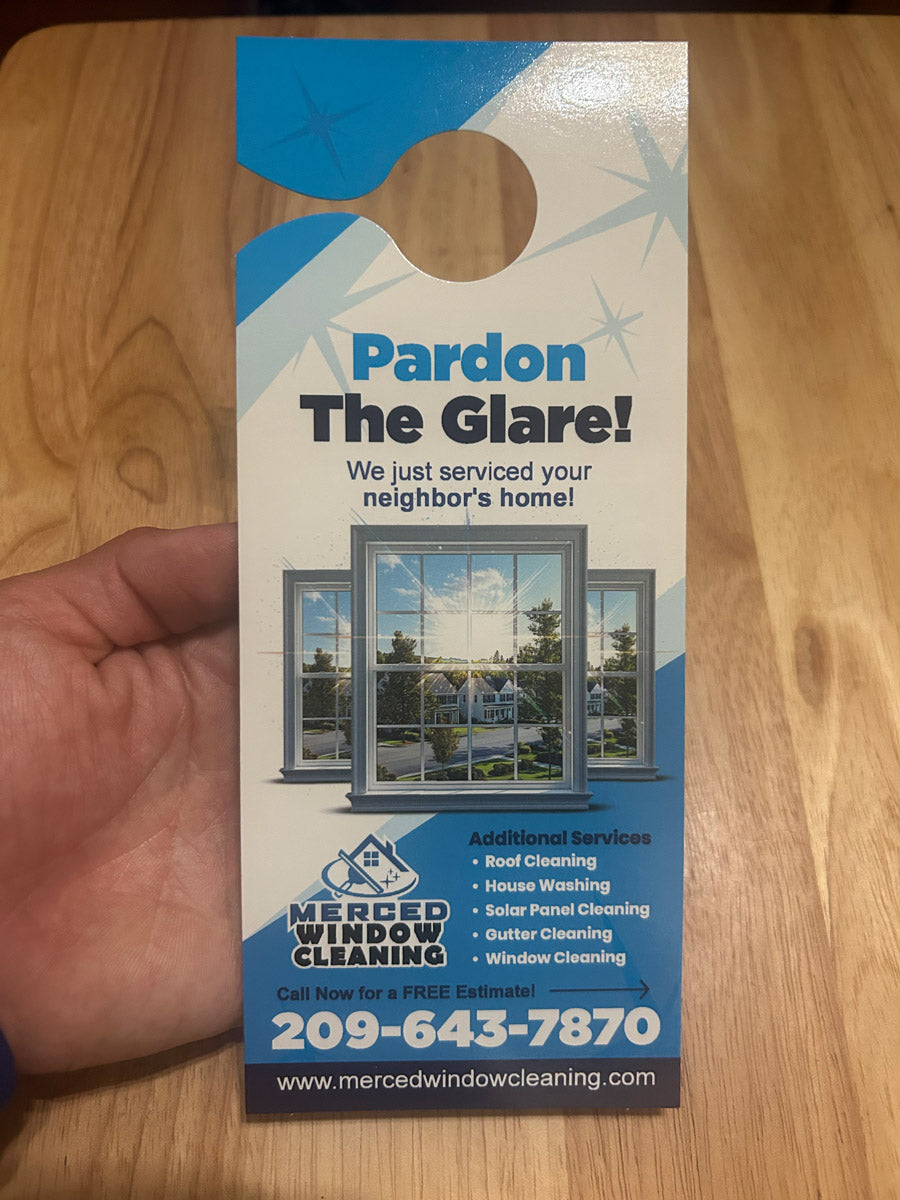 Pardon
The Glare!
We just serviced your
neighbor's home!
Additional Services
• Roof Cleaning
• House Washing
• Solar Panel Cleaning
• Gutter Cleaning
• Window Cleaning
MERCED
WINDOW
CLEANING
Call Now for a FREE Estimate!
209-643-7870
www.mercedwindowcleaning.com